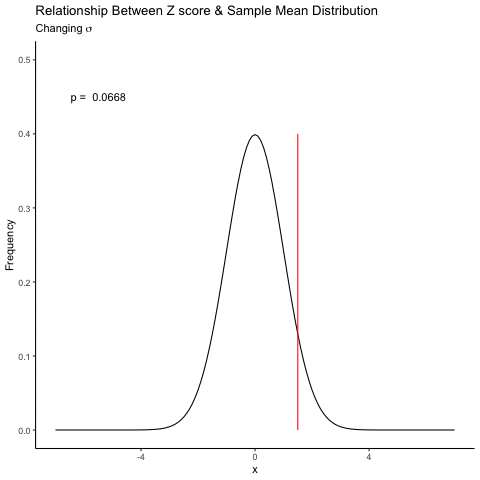 Relationship Between Z score & Sample Mean Distribution
Changing σ
0.5
p =  0.0668
0.4
0.3
0.2
0.1
0.0
Frequency
-4 0 4
x